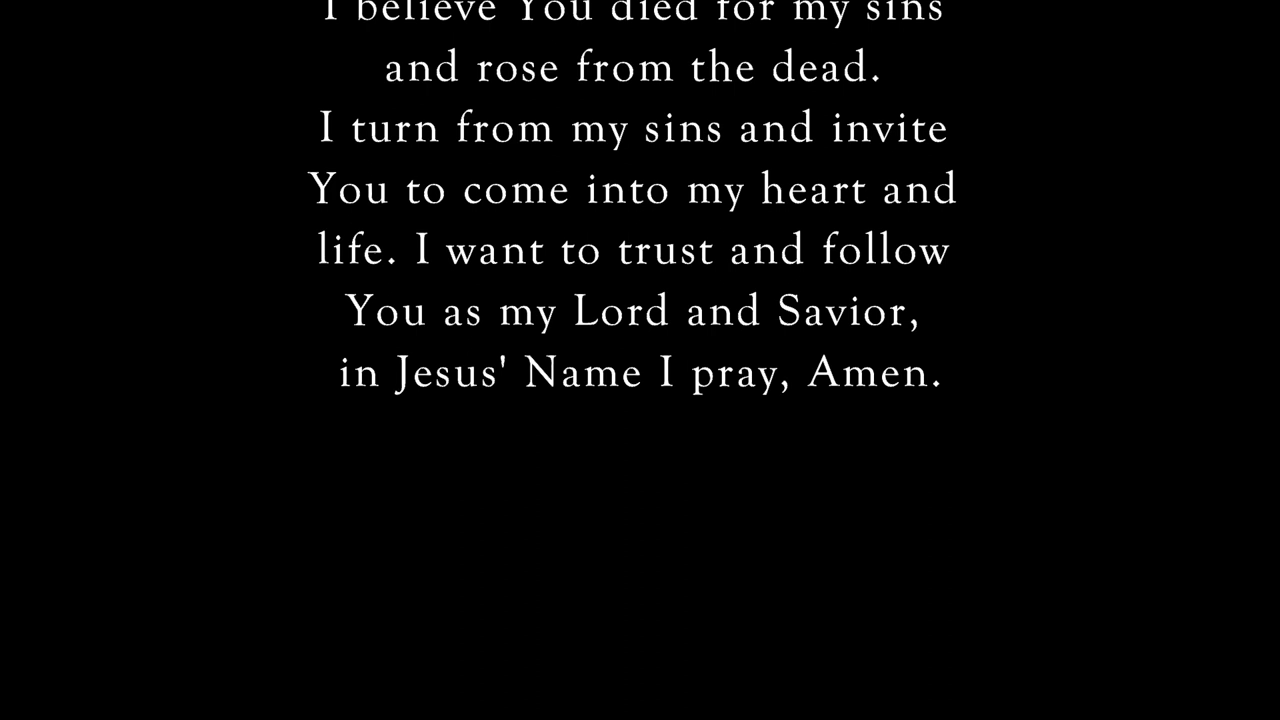 I believe You died for my sins
and rose from the dead.
I turn from my sins and invite
You to come into my heart and
life. I want to trust and follow
You as my Lord and Savior,
in Jesus' Name I pray, Amen.